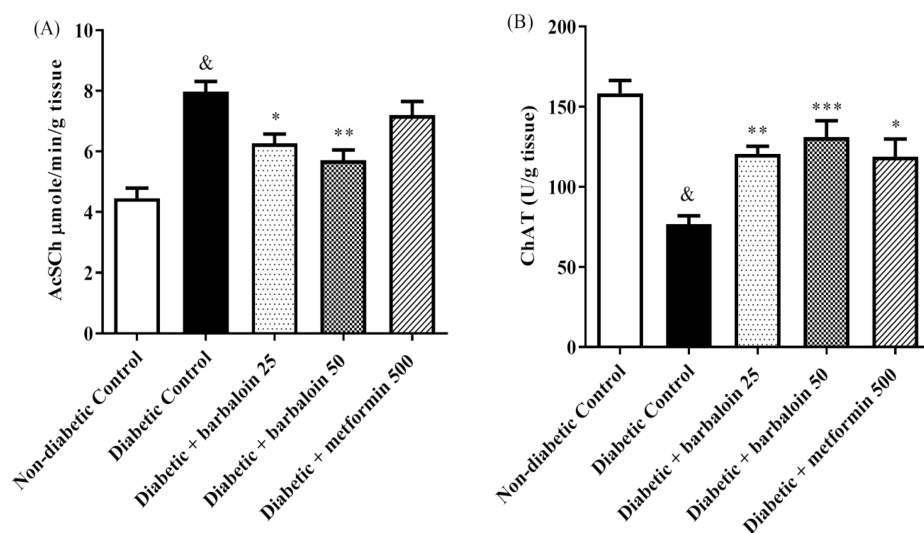 (A)
AcSCh μmole/min/g tissue
10
8
6
4
2
0
&
*
**
Non-diabetic Control
Diabetic Control
Diabetic + barbaloin 25
Diabetic + barbaloin 50
Diabetic + metformin 500
(B)
ChAT (U/g tissue)
200
150
100
50
0
&
**
***
*
Non-diabetic Control
Diabetic Control
Diabetic + barbaloin 25
Diabetic + barbaloin 50
Diabetic + metformin 500